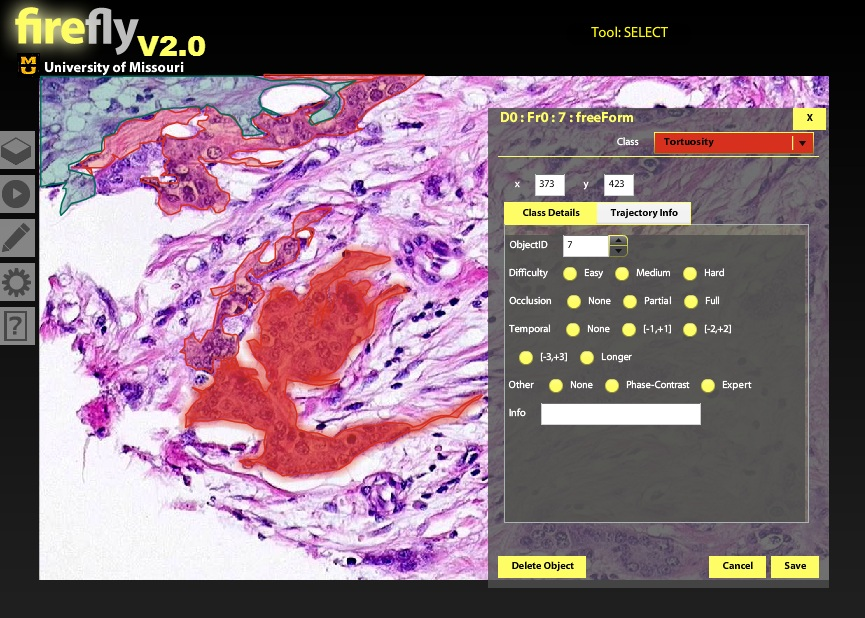 firefly V2.0
Tool: SELECT
MU University of Missouri
D0 : Fr0 : 7 : freeForm X
Class Tortuosity
x 373 y 423
Class Details Trajectory Info
ObjectID 7
Difficulty Easy Medium Hard
Occlusion None Partial Full
Temporal None [-1,+1] [-2,+2]
[-3,+3] Longer
Other None Phase-Contrast Expert
Info
Delete Object Cancel Save
?